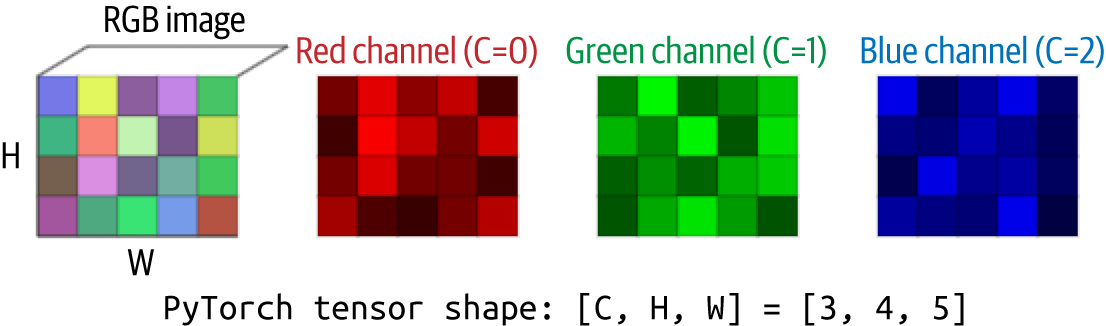 RGB image
Red channel (C=0)
Green channel (C=1)
Blue channel (C=2)
H
W
PyTorch tensor shape: [C, H, W] = [3, 4, 5]